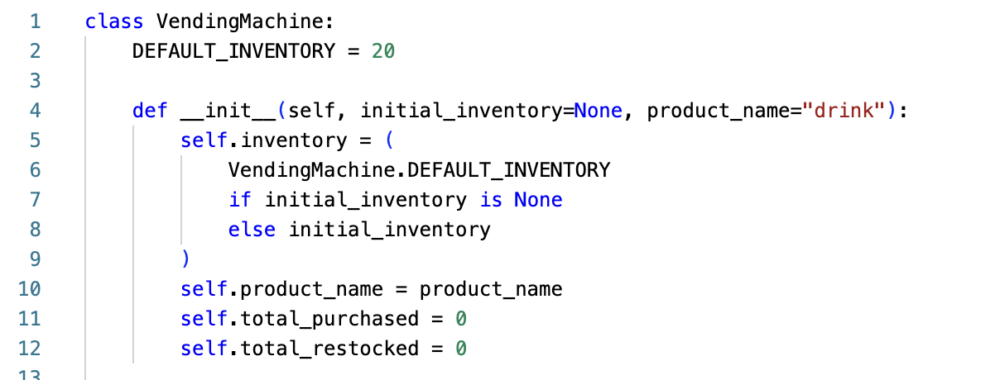 1 class VendingMachine:
2 DEFAULT_INVENTORY = 20
3
4 def __init__(self, initial_inventory=None, product_name="drink"):
5 self.inventory = (
6 VendingMachine.DEFAULT_INVENTORY
7 if initial_inventory is None
8 else initial_inventory
9 )
10 self.product_name = product_name
11 self.total_purchased = 0
12 self.total_restocked = 0
13